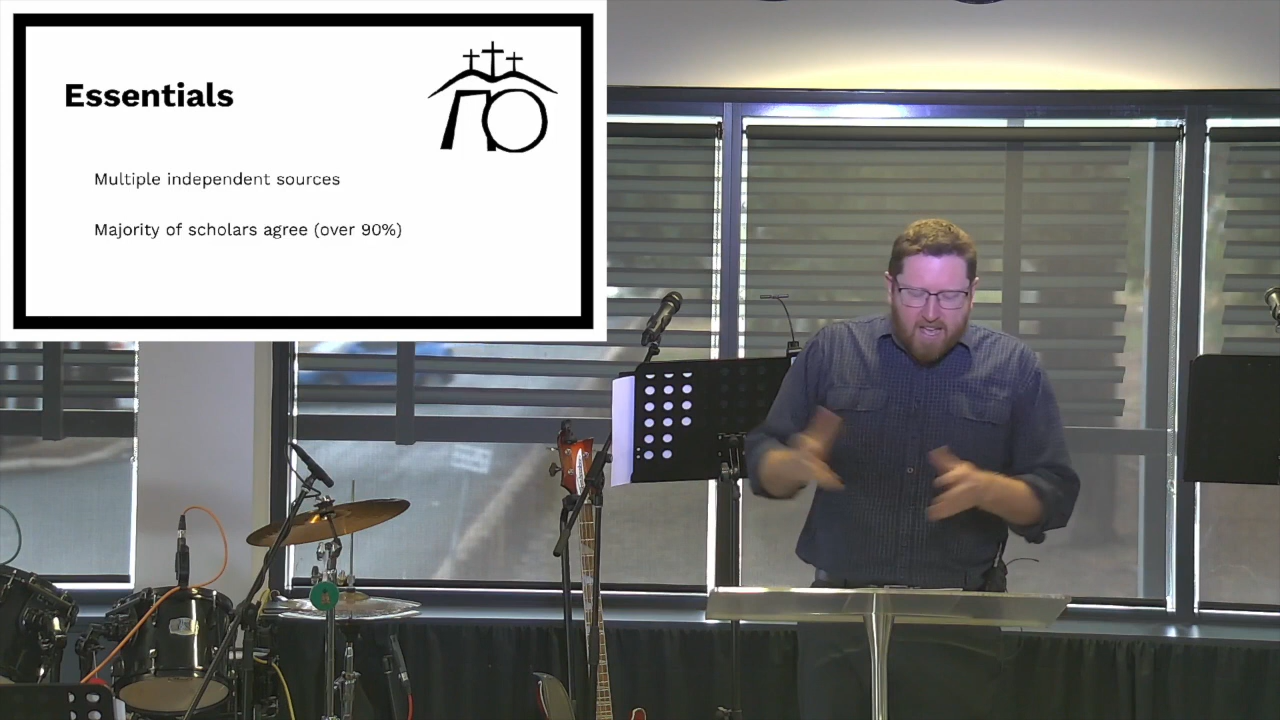 Essentials
Multiple independent sources
Majority of scholars agree (over 90%)